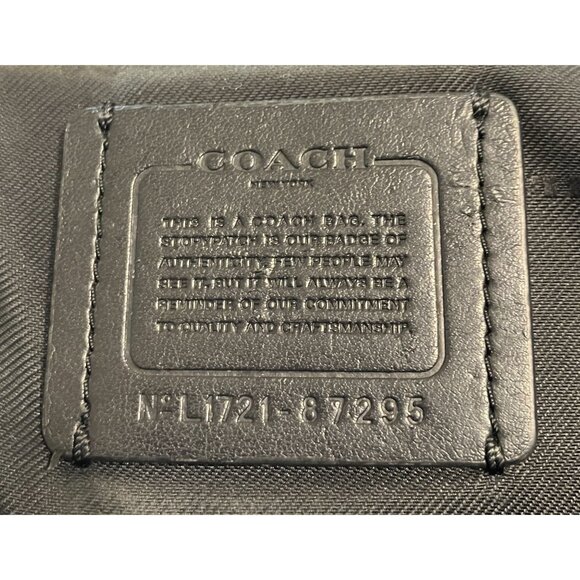 COACH
NEW YORK
THIS IS A COACH BAG. THE
STORYPATCH IS OUR BADGE OF
AUTHENTICITY. FEW PEOPLE MAY
SEE IT, BUT IT WILL ALWAYS BE A
REMINDER OF OUR COMMITMENT
TO QUALITY AND CRAFTSMANSHIP.
Nº L1721-87295